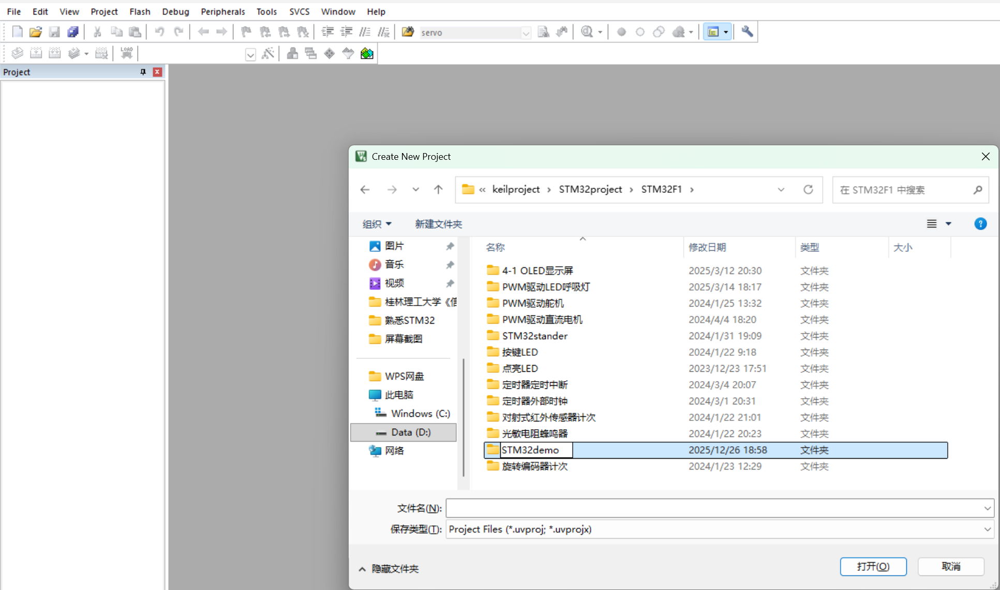 File Edit View Project Flash Debug Peripherals Tools SVCS Window Help
servo
LOAD
Project
Create New Project
« keilproject › STM32project › STM32F1 ›
在 STM32F1 中搜索
组织 新建文件夹
名称 修改日期 类型 大小
图片
音乐
视频
桂林理工大学《信
熟悉STM32
屏幕截图
WPS网盘
此电脑
Windows (C:)
Data (D:)
网络
4-1 OLED显示屏 2025/3/12 20:30 文件夹
PWM驱动LED呼吸灯 2025/3/14 18:17 文件夹
PWM驱动舵机 2024/1/25 13:32 文件夹
PWM驱动直流电机 2024/4/4 18:20 文件夹
STM32stander 2024/1/31 19:09 文件夹
按键LED 2024/1/22 9:18 文件夹
点亮LED 2023/12/23 17:51 文件夹
定时器定时中断 2024/3/4 20:07 文件夹
定时器外部时钟 2024/3/1 20:31 文件夹
对射式红外传感器计次 2024/1/22 21:01 文件夹
光敏电阻蜂鸣器 2024/1/22 20:23 文件夹
STM32demo 2025/12/26 18:58 文件夹
旋转编码器计次 2024/1/23 12:29 文件夹
文件名(N):
保存类型(T): Project Files (*.uvproj; *.uvprojx)
隐藏文件夹
打开(O) 取消